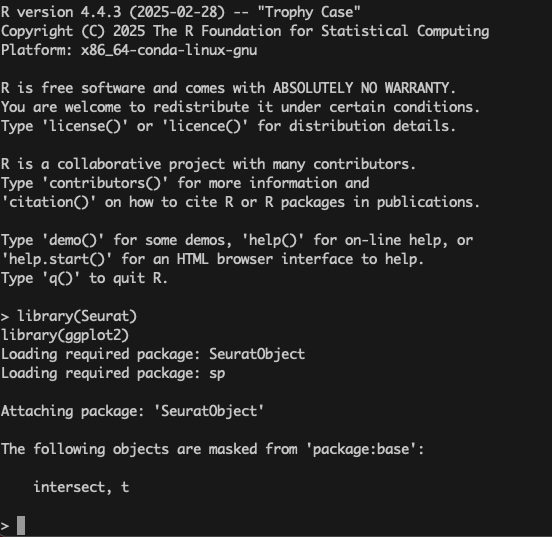 R version 4.4.3 (2025-02-28) -- "Trophy Case"
Copyright (C) 2025 The R Foundation for Statistical Computing
Platform: x86_64-conda-linux-gnu

R is free software and comes with ABSOLUTELY NO WARRANTY.
You are welcome to redistribute it under certain conditions.
Type 'license()' or 'licence()' for distribution details.

R is a collaborative project with many contributors.
Type 'contributors()' for more information and
'citation()' on how to cite R or R packages in publications.

Type 'demo()' for some demos, 'help()' for on-line help, or
'help.start()' for an HTML browser interface to help.
Type 'q()' to quit R.

> library(Seurat)
library(ggplot2)
Loading required package: SeuratObject
Loading required package: sp

Attaching package: 'SeuratObject'

The following objects are masked from 'package:base':

    intersect, t

>